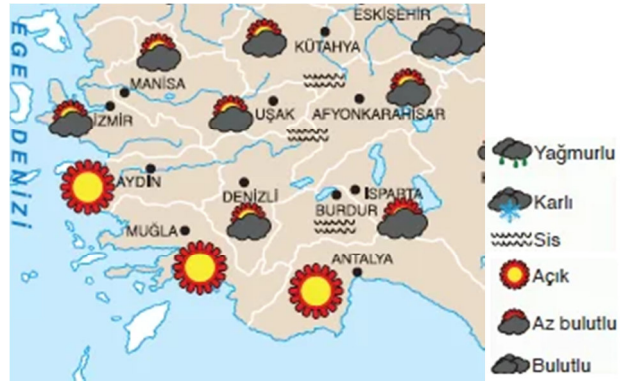 ESKİŞEHİR
KÜTAHYA
MANİSA
İZMİR
UŞAK
AFYONKARAHİSAR
EGE DENİZİ
AYDIN
DENİZLİ
ISPARTA
BURDUR
MUĞLA
ANTALYA
Yağmurlu
Karlı
Sis
Açık
Az bulutlu
Bulutlu